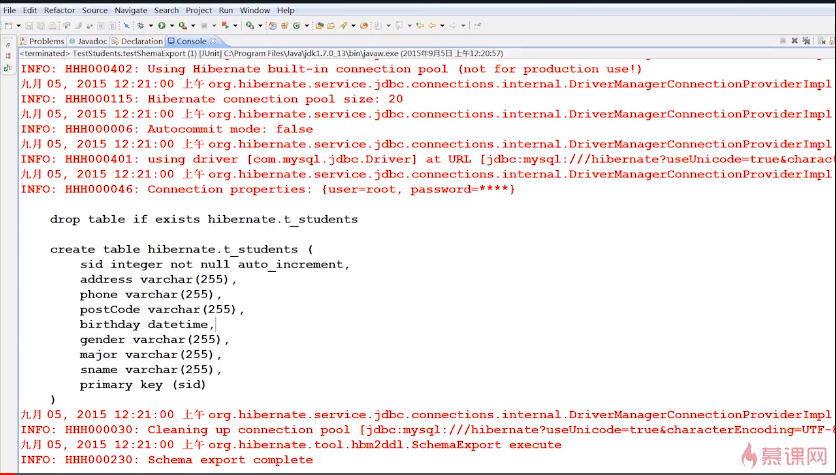 File Edit Refactor Source Navigate Search Project Run Window Help
Problems @ Javadoc Declaration Console
<terminated> TestStudents.testShemaExport (1) [JUnit] C:\Program Files\Java\jdk1.7.0_13\bin\javaw.exe (2015年9月5日 上午12:20:57)
INFO: HHH000402: Using Hibernate built-in connection pool (not for production use!)
九月 05, 2015 12:21:00 上午 org.hibernate.service.jdbc.connections.internal.DriverManagerConnectionProviderImpl
INFO: HHH000115: Hibernate connection pool size: 20
九月 05, 2015 12:21:00 上午 org.hibernate.service.jdbc.connections.internal.DriverManagerConnectionProviderImpl
INFO: HHH000006: Autocommit mode: false
九月 05, 2015 12:21:00 上午 org.hibernate.service.jdbc.connections.internal.DriverManagerConnectionProviderImpl
INFO: HHH000401: using driver [com.mysql.jdbc.Driver] at URL [jdbc:mysql:///hibernate?useUnicode=true&charac
九月 05, 2015 12:21:00 上午 org.hibernate.service.jdbc.connections.internal.DriverManagerConnectionProviderImpl
INFO: HHH000046: Connection properties: {user=root, password=****}
drop table if exists hibernate.t_students
create table hibernate.t_students (
sid integer not null auto_increment,
address varchar(255),
phone varchar(255),
postCode varchar(255),
birthday datetime,
gender varchar(255),
major varchar(255),
sname varchar(255),
primary key (sid)
)
九月 05, 2015 12:21:00 上午 org.hibernate.service.jdbc.connections.internal.DriverManagerConnectionProviderImpl
INFO: HHH000030: Cleaning up connection pool [jdbc:mysql:///hibernate?useUnicode=true&characterEncoding=UTF-8
九月 05, 2015 12:21:00 上午 org.hibernate.tool.hbm2ddl.SchemaExport execute
INFO: HHH000230: Schema export complete
慕课网